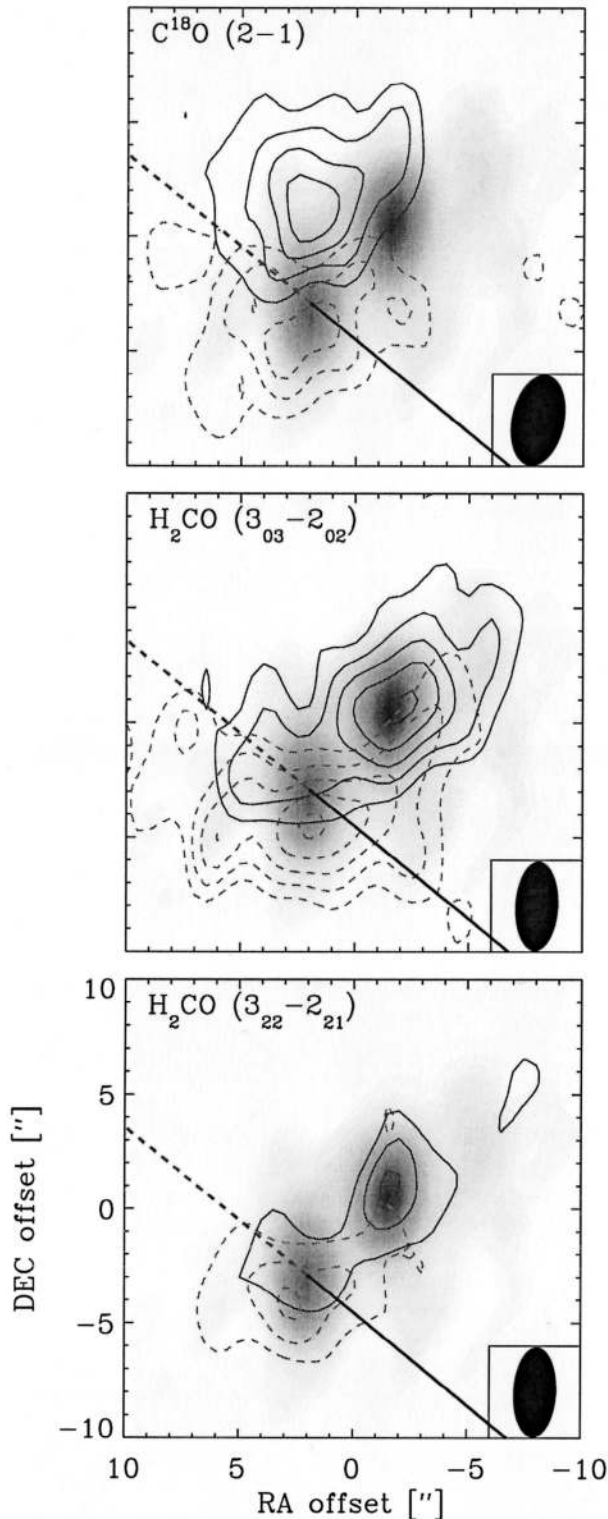 C¹⁸O (2−1)
H₂CO (3₀₃−2₀₂)
H₂CO (3₂₂−2₂₁)
10
5
0
−5
−10
DEC offset ["]
10 5 0 −5 −10
RA offset ["]